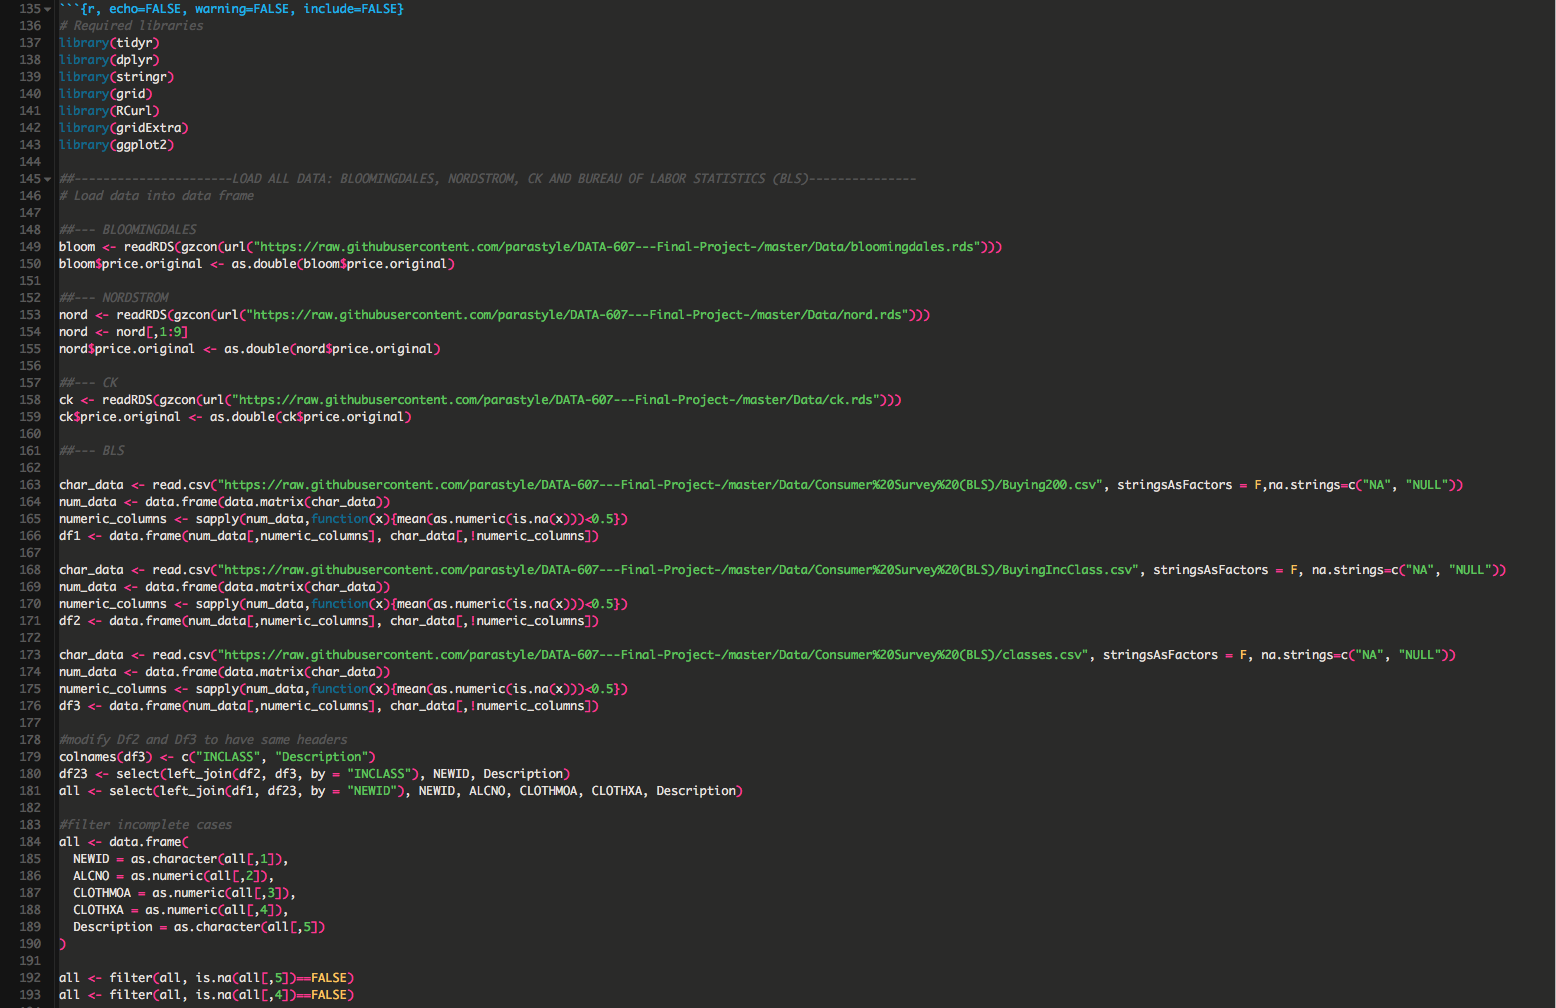 135 ```{r, echo=FALSE, warning=FALSE, include=FALSE}
136 # Required libraries
137 library(tidyr)
138 library(dplyr)
139 library(stringr)
140 library(grid)
141 library(RCurl)
142 library(gridExtra)
143 library(ggplot2)
144
145 ##----------------------LOAD ALL DATA: BLOOMINGDALES, NORDSTROM, CK AND BUREAU OF LABOR STATISTICS (BLS)---------------
146 # Load data into data frame
147
148 ##--- BLOOMINGDALES
149 bloom <- readRDS(gzcon(url("https://raw.githubusercontent.com/parastyle/DATA-607---Final-Project-/master/Data/bloomingdales.rds")))
150 bloom$price.original <- as.double(bloom$price.original)
151
152 ##--- NORDSTROM
153 nord <- readRDS(gzcon(url("https://raw.githubusercontent.com/parastyle/DATA-607---Final-Project-/master/Data/nord.rds")))
154 nord <- nord[,1:9]
155 nord$price.original <- as.double(nord$price.original)
156
157 ##--- CK
158 ck <- readRDS(gzcon(url("https://raw.githubusercontent.com/parastyle/DATA-607---Final-Project-/master/Data/ck.rds")))
159 ck$price.original <- as.double(ck$price.original)
160
161 ##--- BLS
162
163 char_data <- read.csv("https://raw.githubusercontent.com/parastyle/DATA-607---Final-Project-/master/Data/Consumer%20Survey%20(BLS)/Buying200.csv", stringsAsFactors = F,na.strings=c("NA", "NULL"))
164 num_data <- data.frame(data.matrix(char_data))
165 numeric_columns <- sapply(num_data,function(x){mean(as.numeric(is.na(x)))<0.5})
166 df1 <- data.frame(num_data[,numeric_columns], char_data[,!numeric_columns])
167
168 char_data <- read.csv("https://raw.githubusercontent.com/parastyle/DATA-607---Final-Project-/master/Data/Consumer%20Survey%20(BLS)/BuyingIncClass.csv", stringsAsFactors = F, na.strings=c("NA", "NULL"))
169 num_data <- data.frame(data.matrix(char_data))
170 numeric_columns <- sapply(num_data,function(x){mean(as.numeric(is.na(x)))<0.5})
171 df2 <- data.frame(num_data[,numeric_columns], char_data[,!numeric_columns])
172
173 char_data <- read.csv("https://raw.githubusercontent.com/parastyle/DATA-607---Final-Project-/master/Data/Consumer%20Survey%20(BLS)/classes.csv", stringsAsFactors = F, na.strings=c("NA", "NULL"))
174 num_data <- data.frame(data.matrix(char_data))
175 numeric_columns <- sapply(num_data,function(x){mean(as.numeric(is.na(x)))<0.5})
176 df3 <- data.frame(num_data[,numeric_columns], char_data[,!numeric_columns])
177
178 #modify Df2 and Df3 to have same headers
179 colnames(df3) <- c("INCLASS", "Description")
180 df23 <- select(left_join(df2, df3, by = "INCLASS"), NEWID, Description)
181 all <- select(left_join(df1, df23, by = "NEWID"), NEWID, ALCNO, CLOTHMOA, CLOTHXA, Description)
182
183 #filter incomplete cases
184 all <- data.frame(
185   NEWID = as.character(all[,1]),
186   ALCNO = as.numeric(all[,2]),
187   CLOTHMOA = as.numeric(all[,3]),
188   CLOTHXA = as.numeric(all[,4]),
189   Description = as.character(all[,5])
190 )
191
192 all <- filter(all, is.na(all[,5])==FALSE)
193 all <- filter(all, is.na(all[,4])==FALSE)